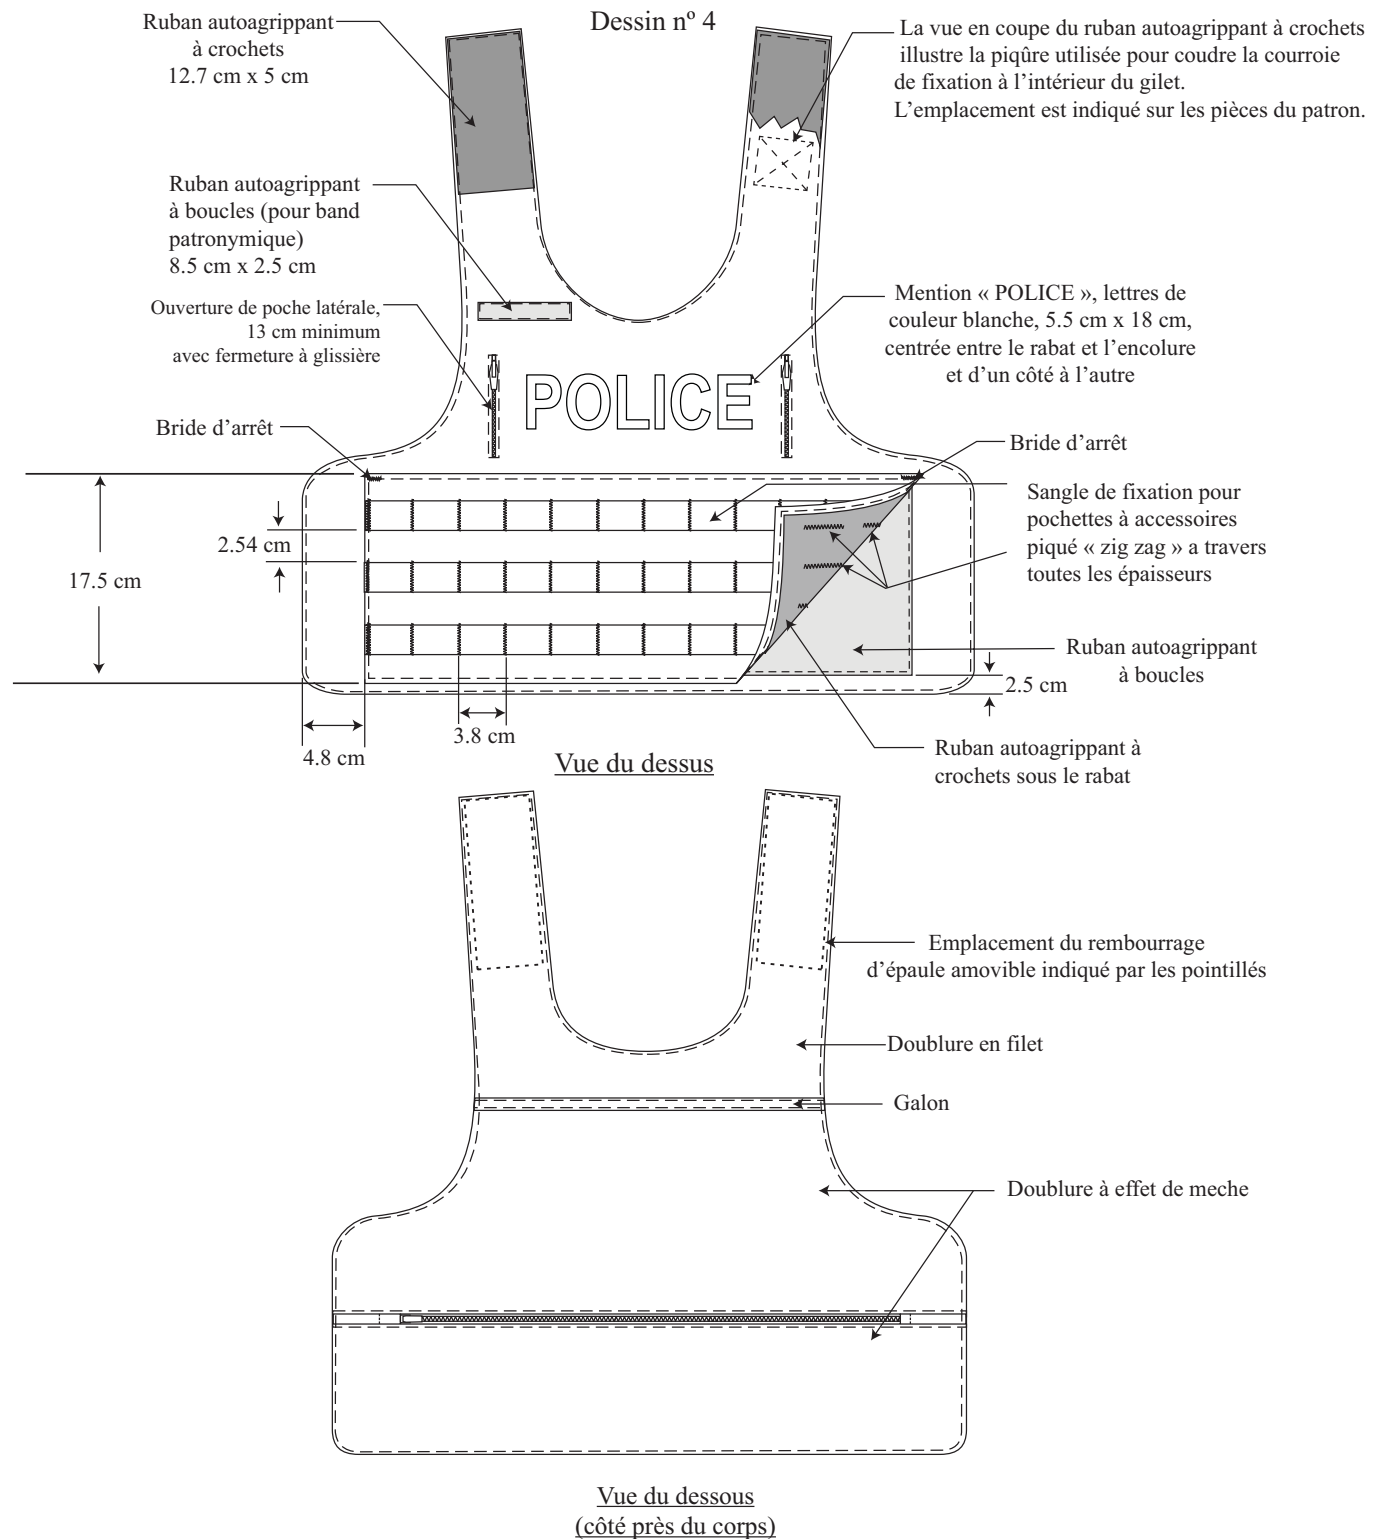 Dessin nº 4
Ruban autoagrippant
à crochets
12.7 cm x 5 cm
La vue en coupe du ruban autoagrippant à crochets
illustre la piqûre utilisée pour coudre la courroie
de fixation à l'intérieur du gilet.
L'emplacement est indiqué sur les pièces du patron.
Ruban autoagrippant
à boucles (pour band
patronymique)
8.5 cm x 2.5 cm
Ouverture de poche latérale,
13 cm minimum
avec fermeture à glissière
Mention « POLICE », lettres de
couleur blanche, 5.5 cm x 18 cm,
centrée entre le rabat et l'encolure
et d'un côté à l'autre
POLICE
Bride d'arrêt
Bride d'arrêt
Sangle de fixation pour
pochettes à accessoires
piqué « zig zag » a travers
toutes les épaisseurs
2.54 cm
17.5 cm
Ruban autoagrippant
à boucles
2.5 cm
3.8 cm
4.8 cm
Ruban autoagrippant à
crochets sous le rabat
Vue du dessus
Emplacement du rembourrage
d'épaule amovible indiqué par les pointillés
Doublure en filet
Galon
Doublure à effet de meche
Vue du dessous
(côté près du corps)